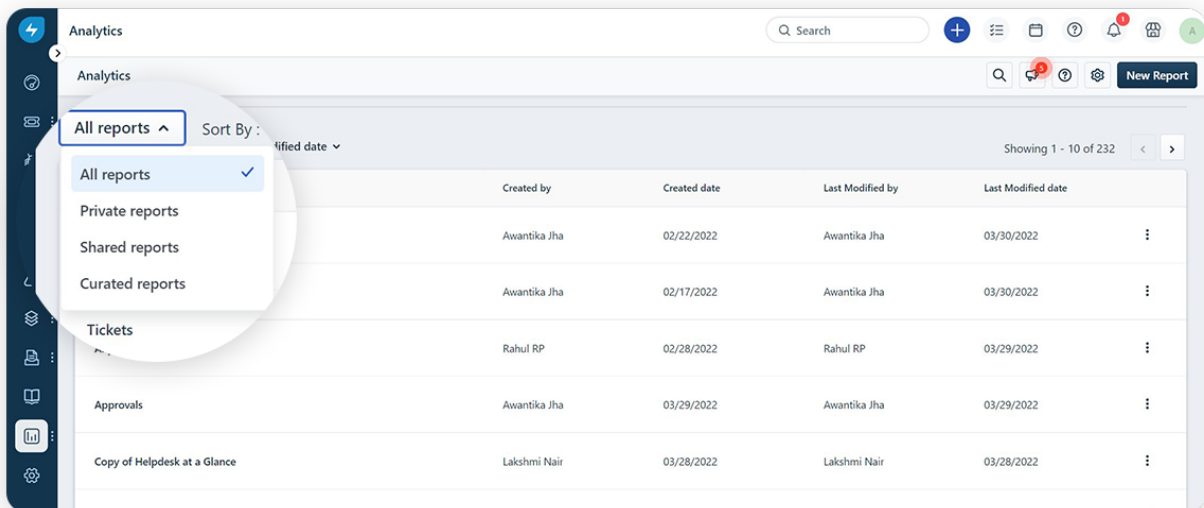 Analytics
Search
1
A
Analytics
5
New Report
All reports
Sort By :
ified date
Showing 1 - 10 of 232
All reports
Private reports
Shared reports
Curated reports
Tickets
Created by Created date Last Modified by Last Modified date
Awantika Jha 02/22/2022 Awantika Jha 03/30/2022
Awantika Jha 02/17/2022 Awantika Jha 03/30/2022
Rahul RP 02/28/2022 Rahul RP 03/29/2022
Approvals Awantika Jha 03/29/2022 Awantika Jha 03/29/2022
Copy of Helpdesk at a Glance Lakshmi Nair 03/28/2022 Lakshmi Nair 03/28/2022